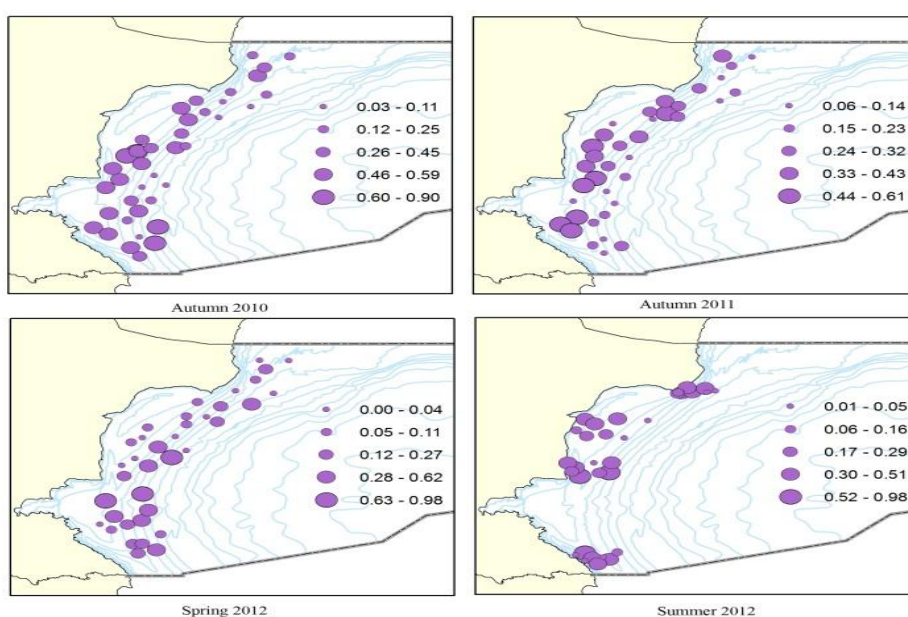 0.03 - 0.11
0.12 - 0.25
0.26 - 0.45
0.46 - 0.59
0.60 - 0.90
Autumn 2010
0.06 - 0.14
0.15 - 0.23
0.24 - 0.32
0.33 - 0.43
0.44 - 0.61
Autumn 2011
0.00 - 0.04
0.05 - 0.11
0.12 - 0.27
0.28 - 0.62
0.63 - 0.98
Spring 2012
0.01 - 0.05
0.06 - 0.16
0.17 - 0.29
0.30 - 0.51
0.52 - 0.98
Summer 2012